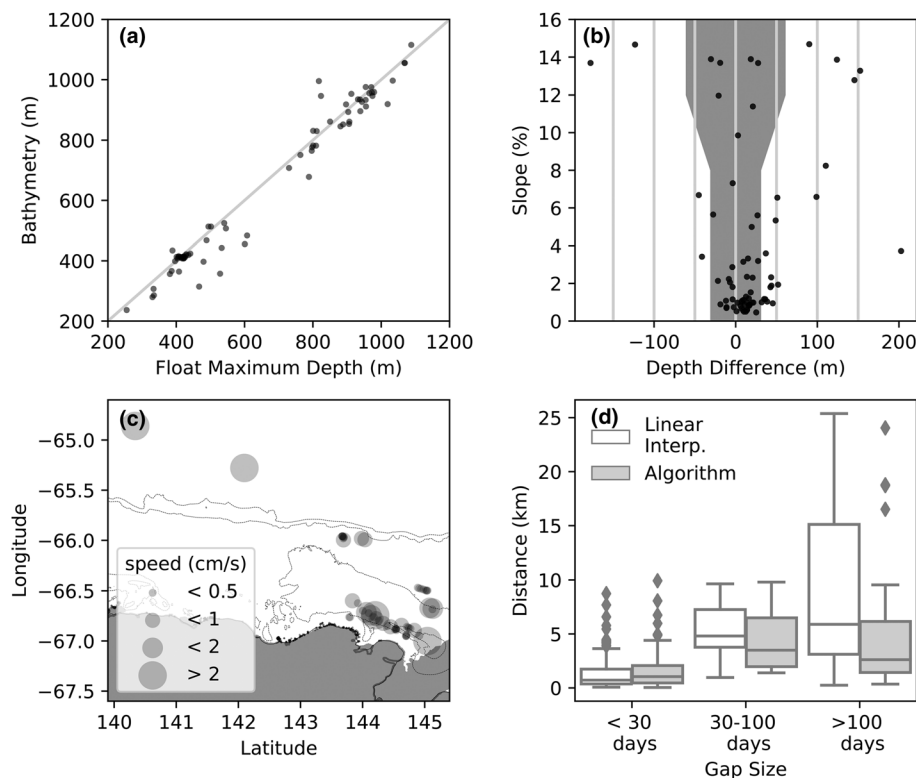 (a)
1200
1000
800
600
400
200
Bathymetry (m)
200 400 600 800 1000 1200
Float Maximum Depth (m)
(b)
16
14
12
10
8
6
4
2
0
Slope (%)
−100 0 100 200
Depth Difference (m)
(c)
−65.0
−65.5
−66.0
−66.5
−67.0
−67.5
Longitude
speed (cm/s)
< 0.5
< 1
< 2
> 2
140 141 142 143 144 145
Latitude
(d)
25
20
15
10
5
0
Distance (km)
Linear
Interp.
Algorithm
< 30
days
30-100
days
>100
days
Gap Size